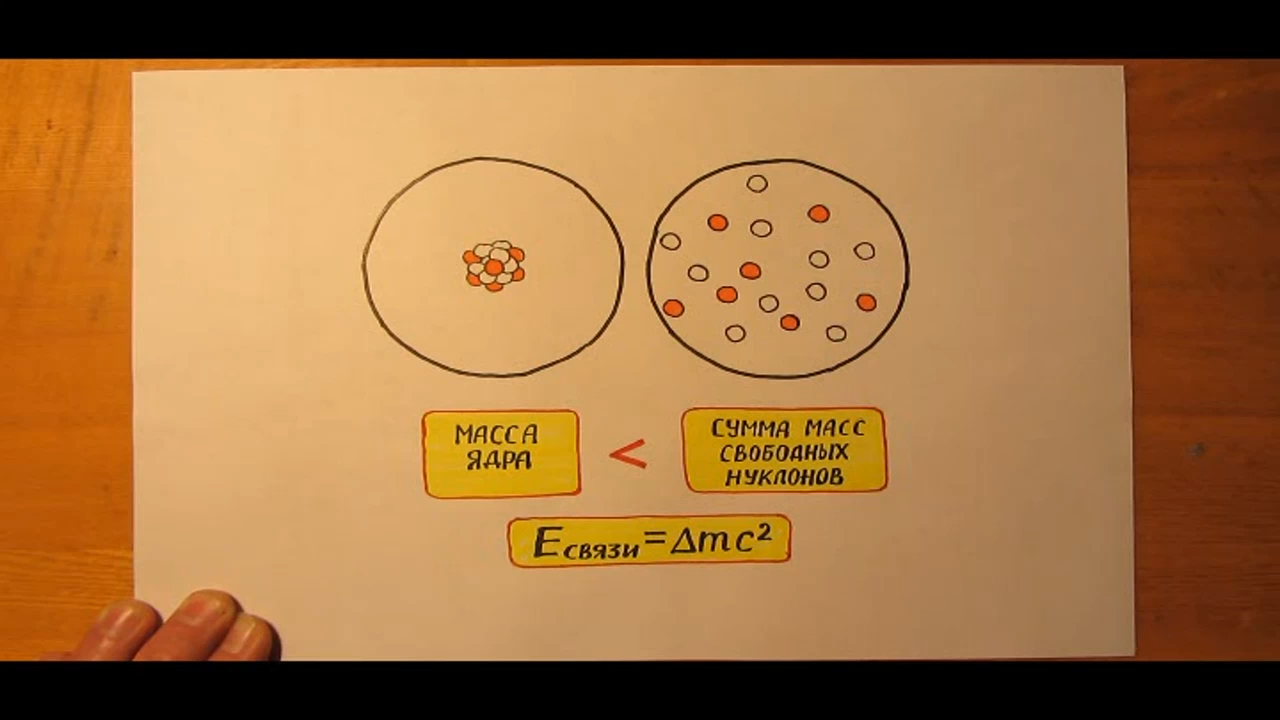 МАССА
ЯДРА
<
СУММА МАСС
СВОБОДНЫХ
НУКЛОНОВ
Eсвязи=Δmc²